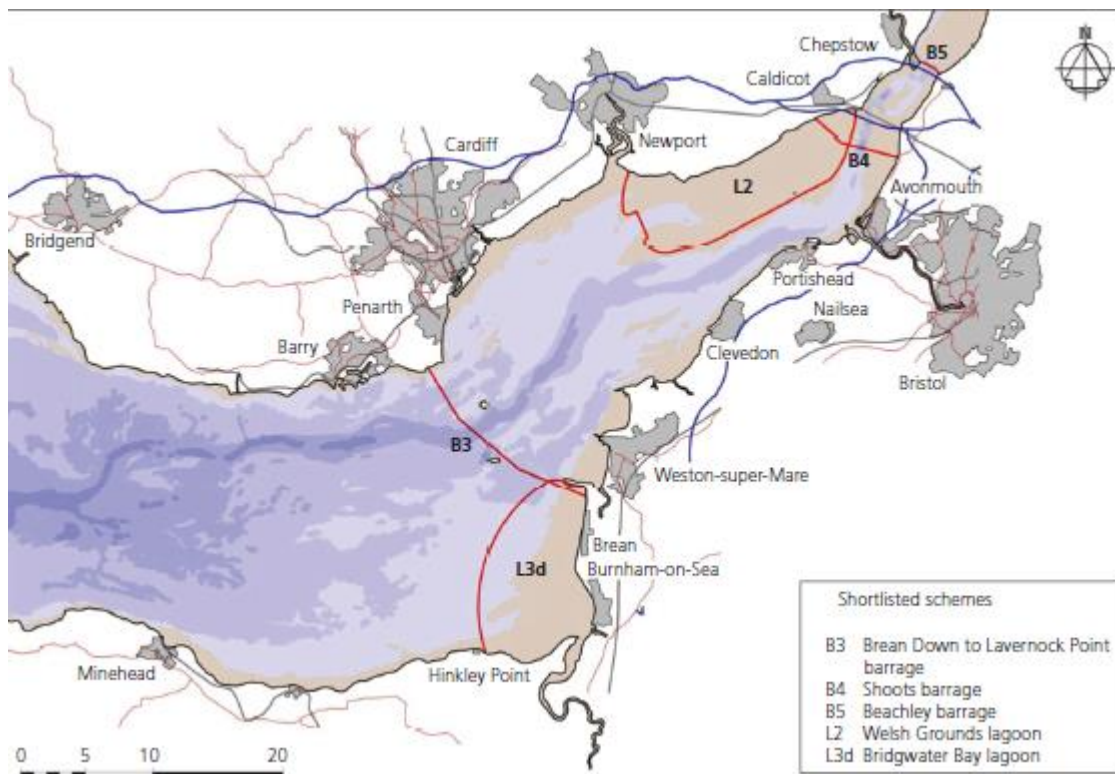 Chepstow
B5
N
Caldicot
Newport
Cardiff
B4
L2
Avonmouth
Bridgend
Portishead
Penarth
Nailsea
Barry
Clevedon
Bristol
B3
Weston-super-Mare
Brean
L3d
Burnham-on-Sea
Minehead
Hinkley Point
0 5 10 20
Shortlisted schemes
B3 Brean Down to Lavernock Point
barrage
B4 Shoots barrage
B5 Beachley barrage
L2 Welsh Grounds lagoon
L3d Bridgwater Bay lagoon